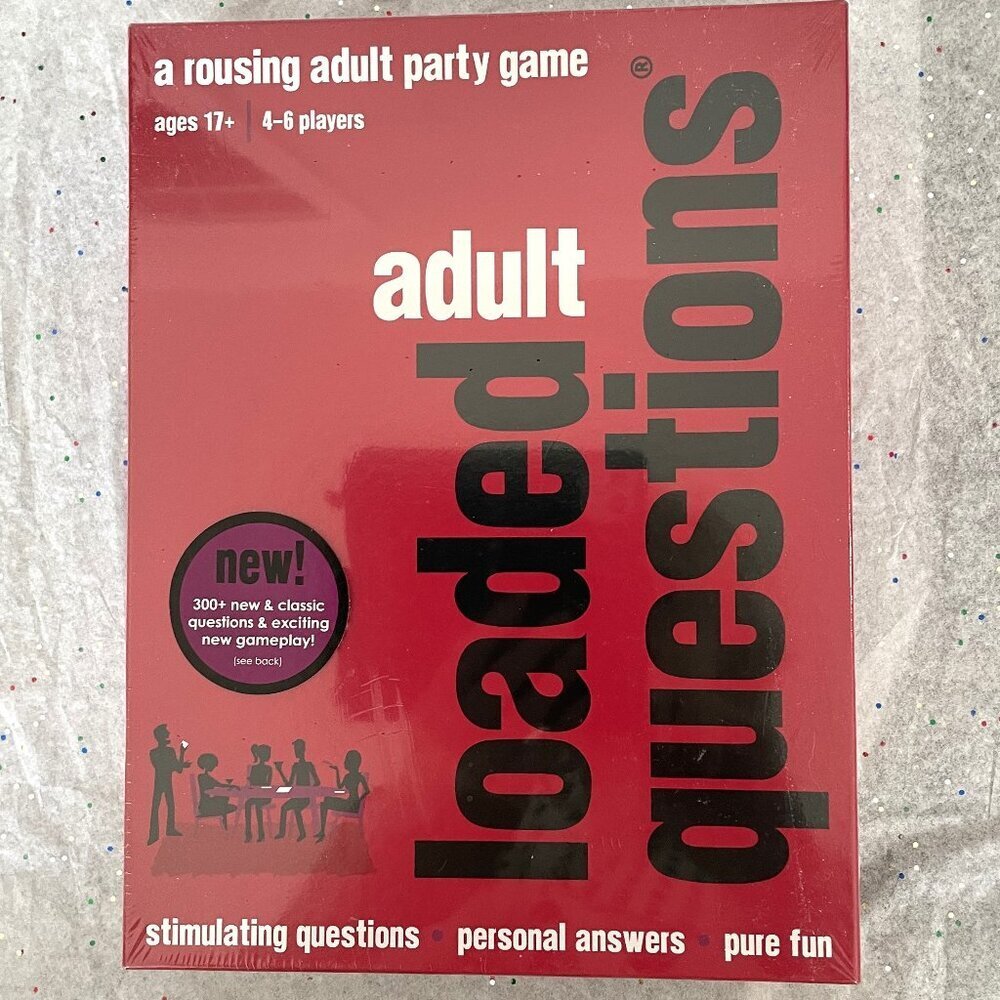 a rousing adult party game
ages 17+ | 4-6 players
adult
loaded
questions®
new!
300+ new & classic
questions & exciting
new gameplay!
(see back)
stimulating questions • personal answers • pure fun